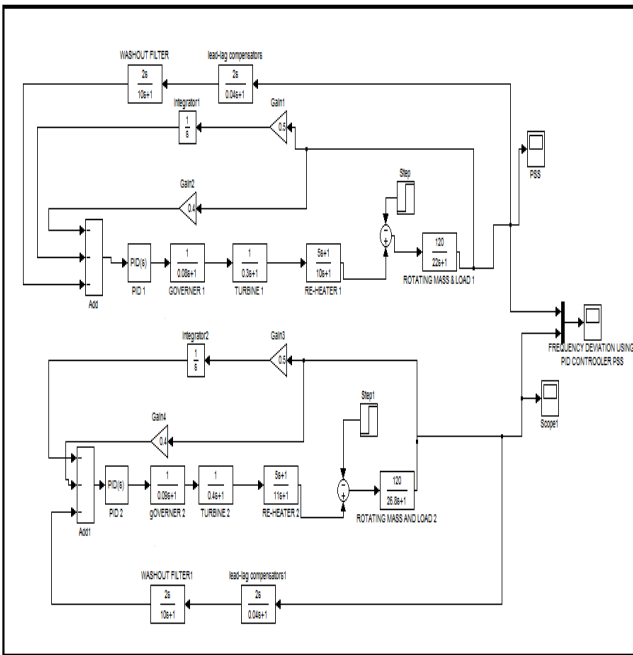 WASHOUT FILTER
lead-lag compensators
2s
10s+1
2s
0.04s+1
Integrator1
1
s
Gain1
0.5
PSS
Gain2
0.4
Step
Add
PID(s)
PID 1
1
0.08s+1
GOVERNER 1
1
0.3s+1
TURBINE 1
5s+1
10s+1
RE-HEATER 1
120
22s+1
ROTATING MASS & LOAD 1
FREQUENCY DEVIATION USING
PID CONTROOLER PSS
Integrator2
1
s
Gain3
0.5
Step1
Scope1
Gain4
0.4
Add1
PID(s)
PID 2
1
0.09s+1
gOVERNER 2
1
0.4s+1
TURBINE 2
5s+1
11s+1
RE-HEATER 2
120
26.8s+1
ROTATING MASS AND LOAD 2
WASHOUT FILTER1
lead-lag compensators1
2s
10s+1
2s
0.04s+1